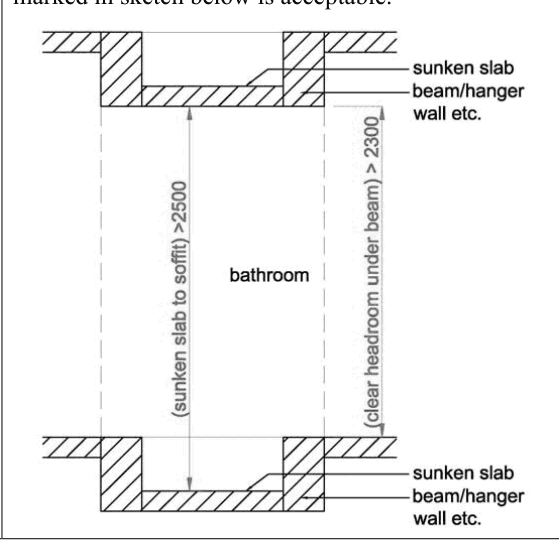 marked in sketch below is acceptable.
sunken slab
beam/hanger
wall etc.
(sunken slab to soffit) >2500
(clear headroom under beam) > 2300
bathroom
sunken slab
beam/hanger
wall etc.